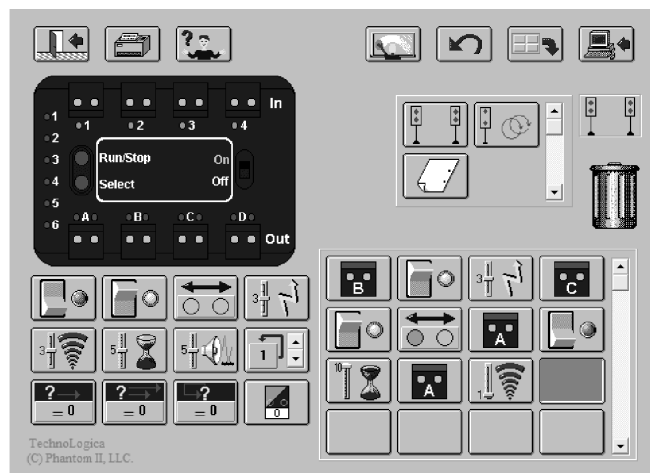 ?
In
1
1 2 3 4
2
3 Run/Stop On
4 Select Off
5
6 A B C D
Out
B 3 C
3
A
3 5 5 1
10 A 1
? ? ?
= 0 = 0 = 0 0
TechnoLogica
(C) Phantom II, LLC.